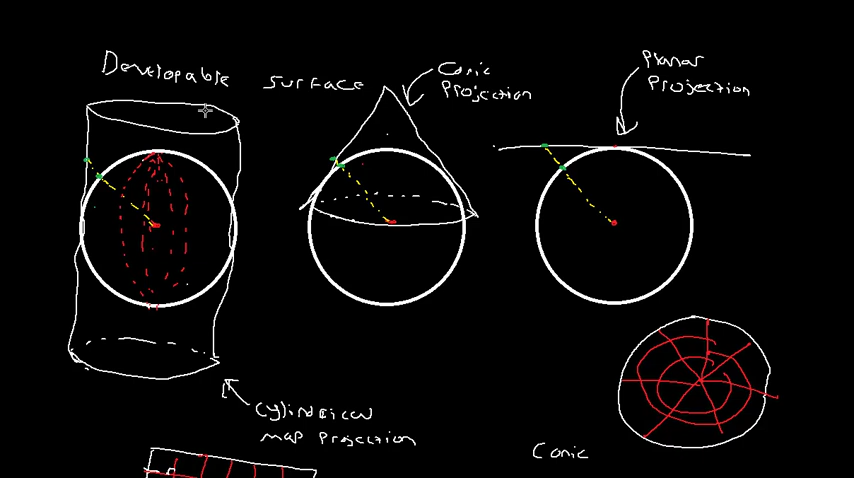 Developable Surface
Conic
Projection
Planar
Projection
Cylindrical
map projection
Conic